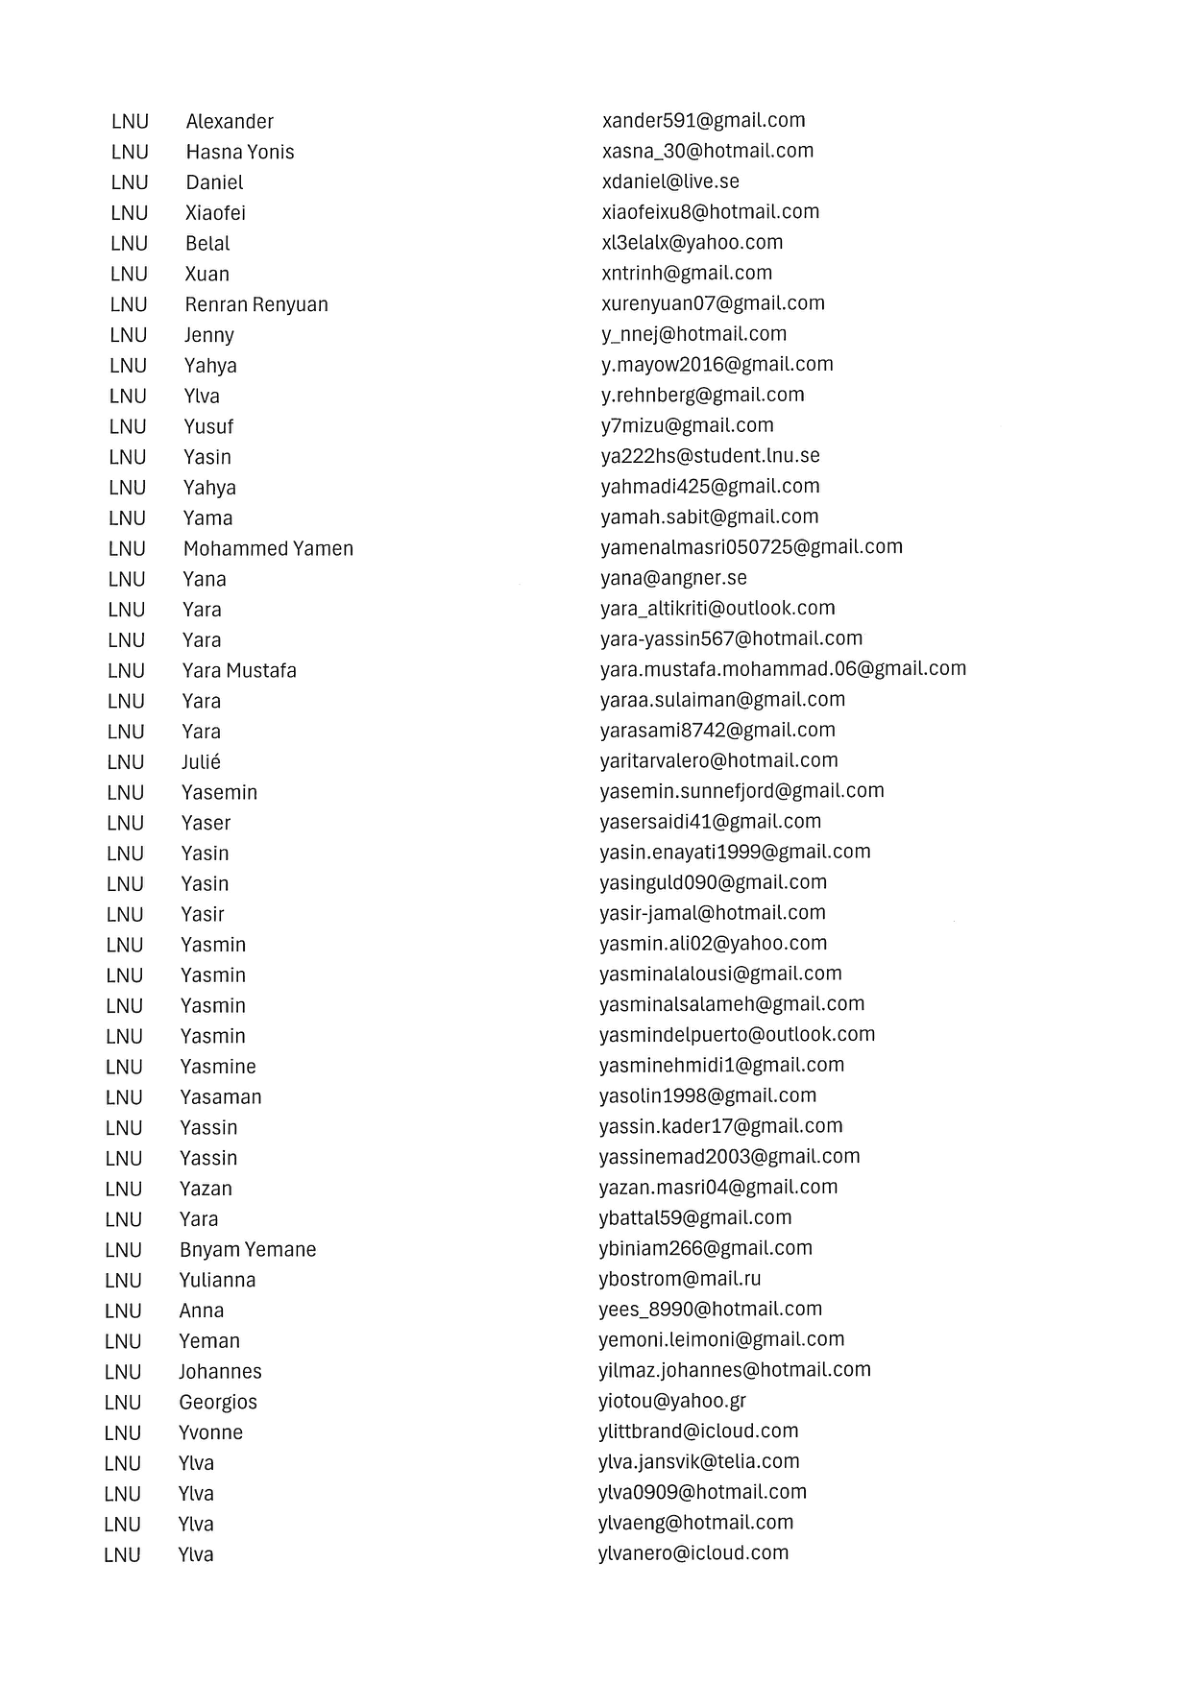 LNU Alexander xander591@gmail.com
LNU Hasna Yonis xasna_30@hotmail.com
LNU Daniel xdaniel@live.se
LNU Xiaofei xiaofeixu8@hotmail.com
LNU Belal xl3elalx@yahoo.com
LNU Xuan xntrinh@gmail.com
LNU Renran Renyuan xurenyuan07@gmail.com
LNU Jenny y_nnej@hotmail.com
LNU Yahya y.mayow2016@gmail.com
LNU Ylva y.rehnberg@gmail.com
LNU Yusuf y7mizu@gmail.com
LNU Yasin ya222hs@student.lnu.se
LNU Yahya yahmadi425@gmail.com
LNU Yama yamah.sabit@gmail.com
LNU Mohammed Yamen yamenalmasri050725@gmail.com
LNU Yana yana@angner.se
LNU Yara yara_altikriti@outlook.com
LNU Yara yara-yassin567@hotmail.com
LNU Yara Mustafa yara.mustafa.mohammad.06@gmail.com
LNU Yara yaraa.sulaiman@gmail.com
LNU Yara yarasami8742@gmail.com
LNU Julié yaritarvalero@hotmail.com
LNU Yasemin yasemin.sunnefjord@gmail.com
LNU Yaser yasersaidi41@gmail.com
LNU Yasin yasin.enayati1999@gmail.com
LNU Yasin yasinguld090@gmail.com
LNU Yasir yasir-jamal@hotmail.com
LNU Yasmin yasmin.ali02@yahoo.com
LNU Yasmin yasminalalousi@gmail.com
LNU Yasmin yasminalsalameh@gmail.com
LNU Yasmin yasmindelpuerto@outlook.com
LNU Yasmine yasminehmidi1@gmail.com
LNU Yasaman yasolin1998@gmail.com
LNU Yassin yassin.kader17@gmail.com
LNU Yassin yassinemad2003@gmail.com
LNU Yazan yazan.masri04@gmail.com
LNU Yara ybattal59@gmail.com
LNU Bnyam Yemane ybiniam266@gmail.com
LNU Yulianna ybostrom@mail.ru
LNU Anna yees_8990@hotmail.com
LNU Yeman yemoni.leimoni@gmail.com
LNU Johannes yilmaz.johannes@hotmail.com
LNU Georgios yiotou@yahoo.gr
LNU Yvonne ylittbrand@icloud.com
LNU Ylva ylva.jansvik@telia.com
LNU Ylva ylva0909@hotmail.com
LNU Ylva ylvaeng@hotmail.com
LNU Ylva ylvanero@icloud.com